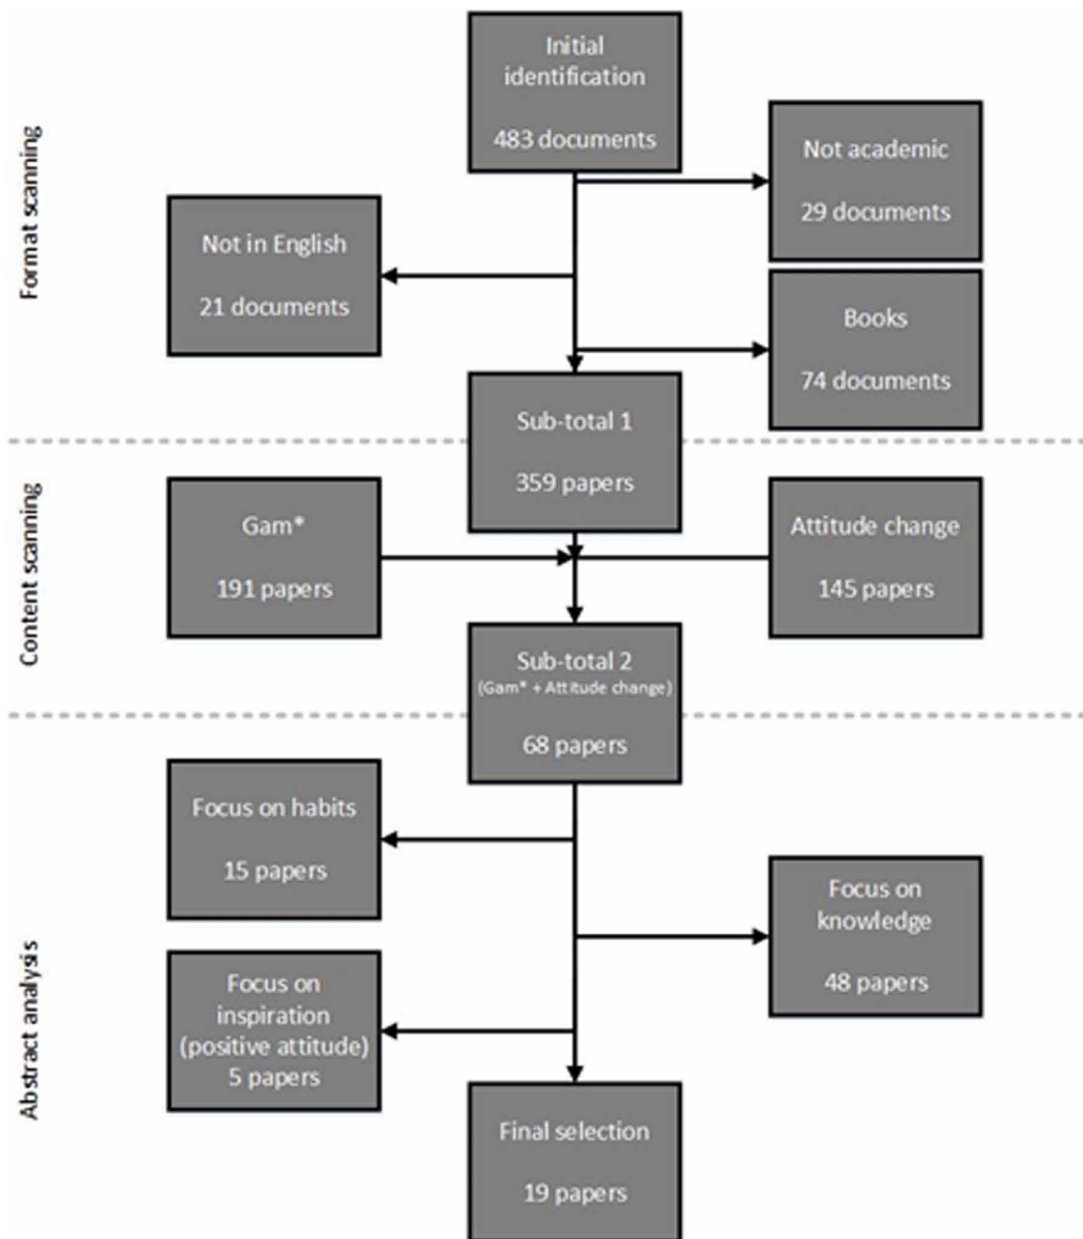 Format scanning
Initial
identification
483 documents
Not academic
29 documents
Not in English
21 documents
Books
74 documents
Sub-total 1
359 papers
Content scanning
Gam*
191 papers
Attitude change
145 papers
Sub-total 2
(Gam* + Attitude change)
68 papers
Abstract analysis
Focus on habits
15 papers
Focus on
knowledge
48 papers
Focus on
inspiration
(positive attitude)
5 papers
Final selection
19 papers